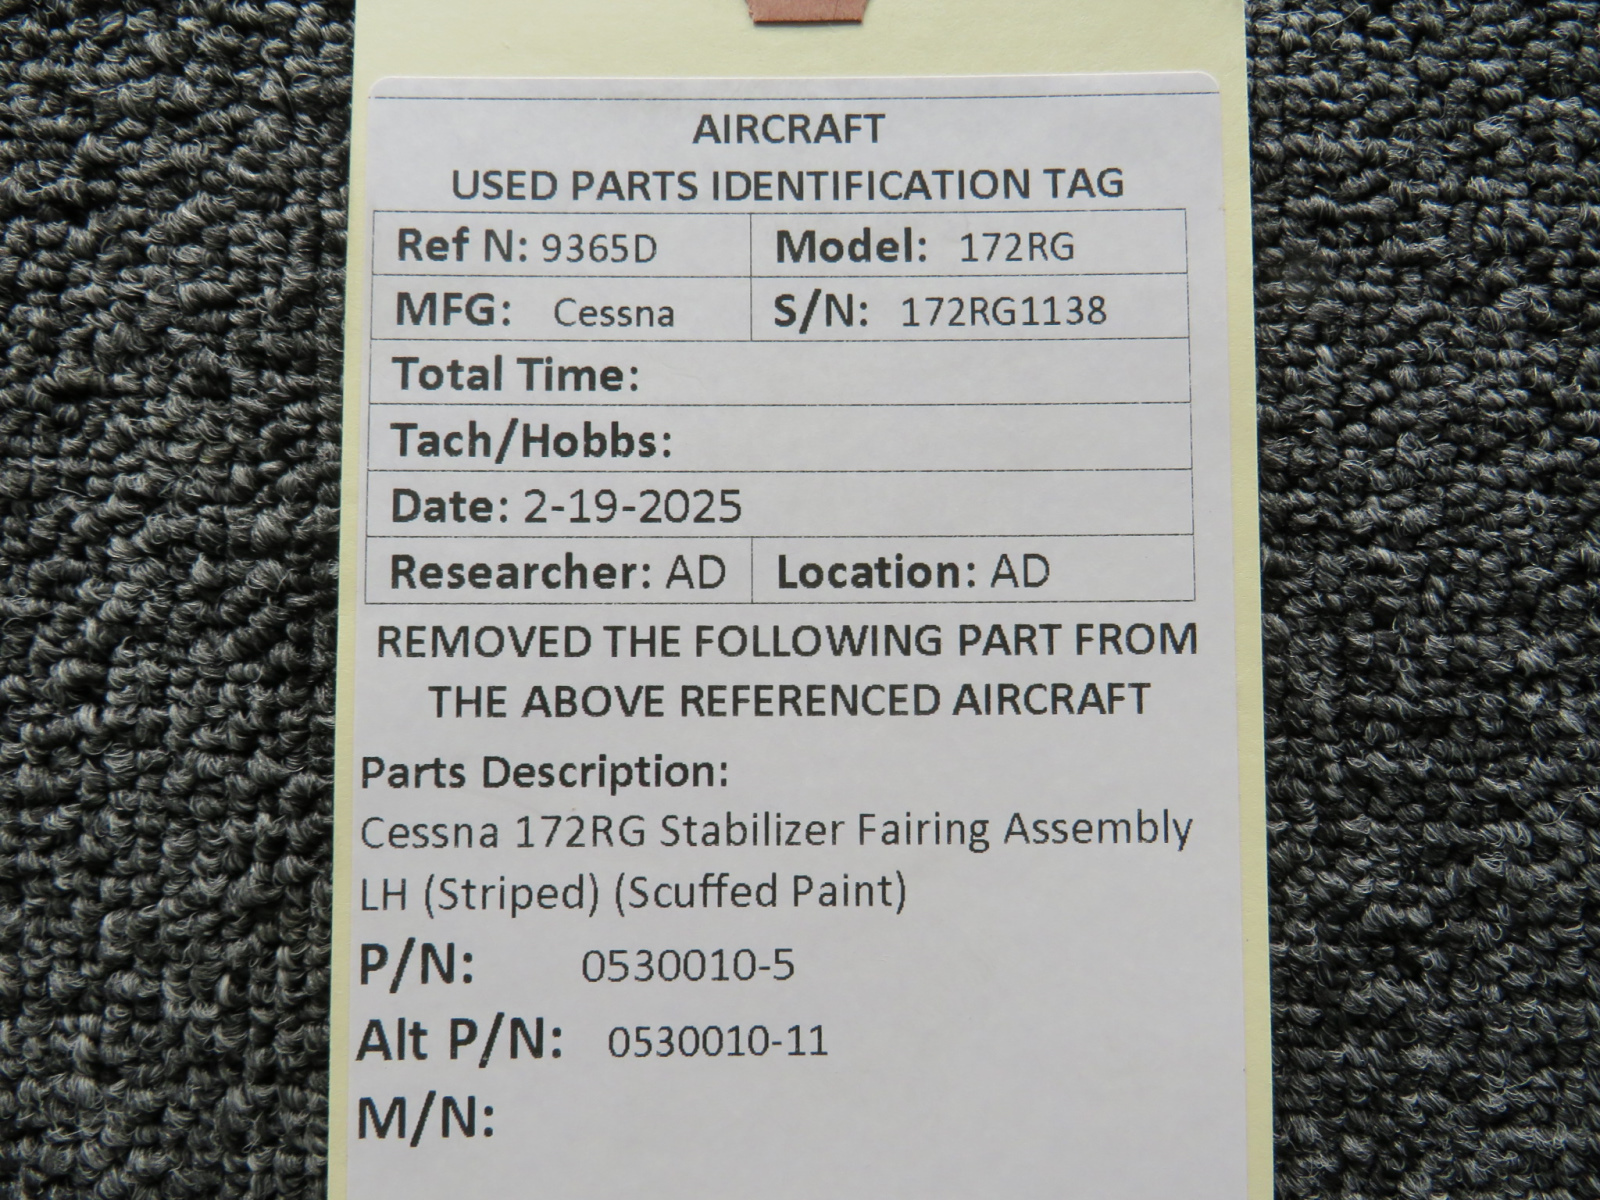 AIRCRAFT
USED PARTS IDENTIFICATION TAG
Ref N: 9365D Model: 172RG
MFG: Cessna S/N: 172RG1138
Total Time:
Tach/Hobbs:
Date: 2-19-2025
Researcher: AD Location: AD
REMOVED THE FOLLOWING PART FROM
THE ABOVE REFERENCED AIRCRAFT
Parts Description:
Cessna 172RG Stabilizer Fairing Assembly
LH (Striped) (Scuffed Paint)
P/N: 0530010-5
Alt P/N: 0530010-11
M/N: